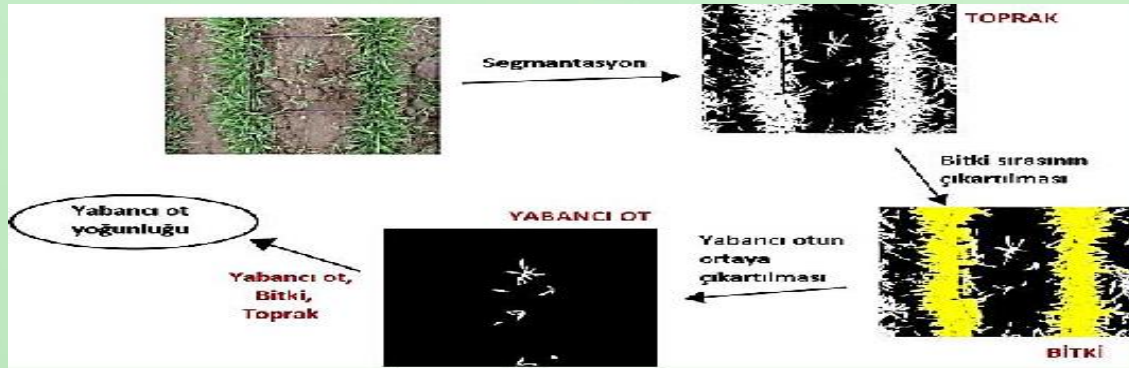 TOPRAK
Segmantasyon
Bitki sırasının
çıkartılması
BİTKİ
Yabancı otun
ortaya
çıkartılması
YABANCI OT
Yabancı ot,
Bitki,
Toprak
Yabancı ot
yoğunluğu